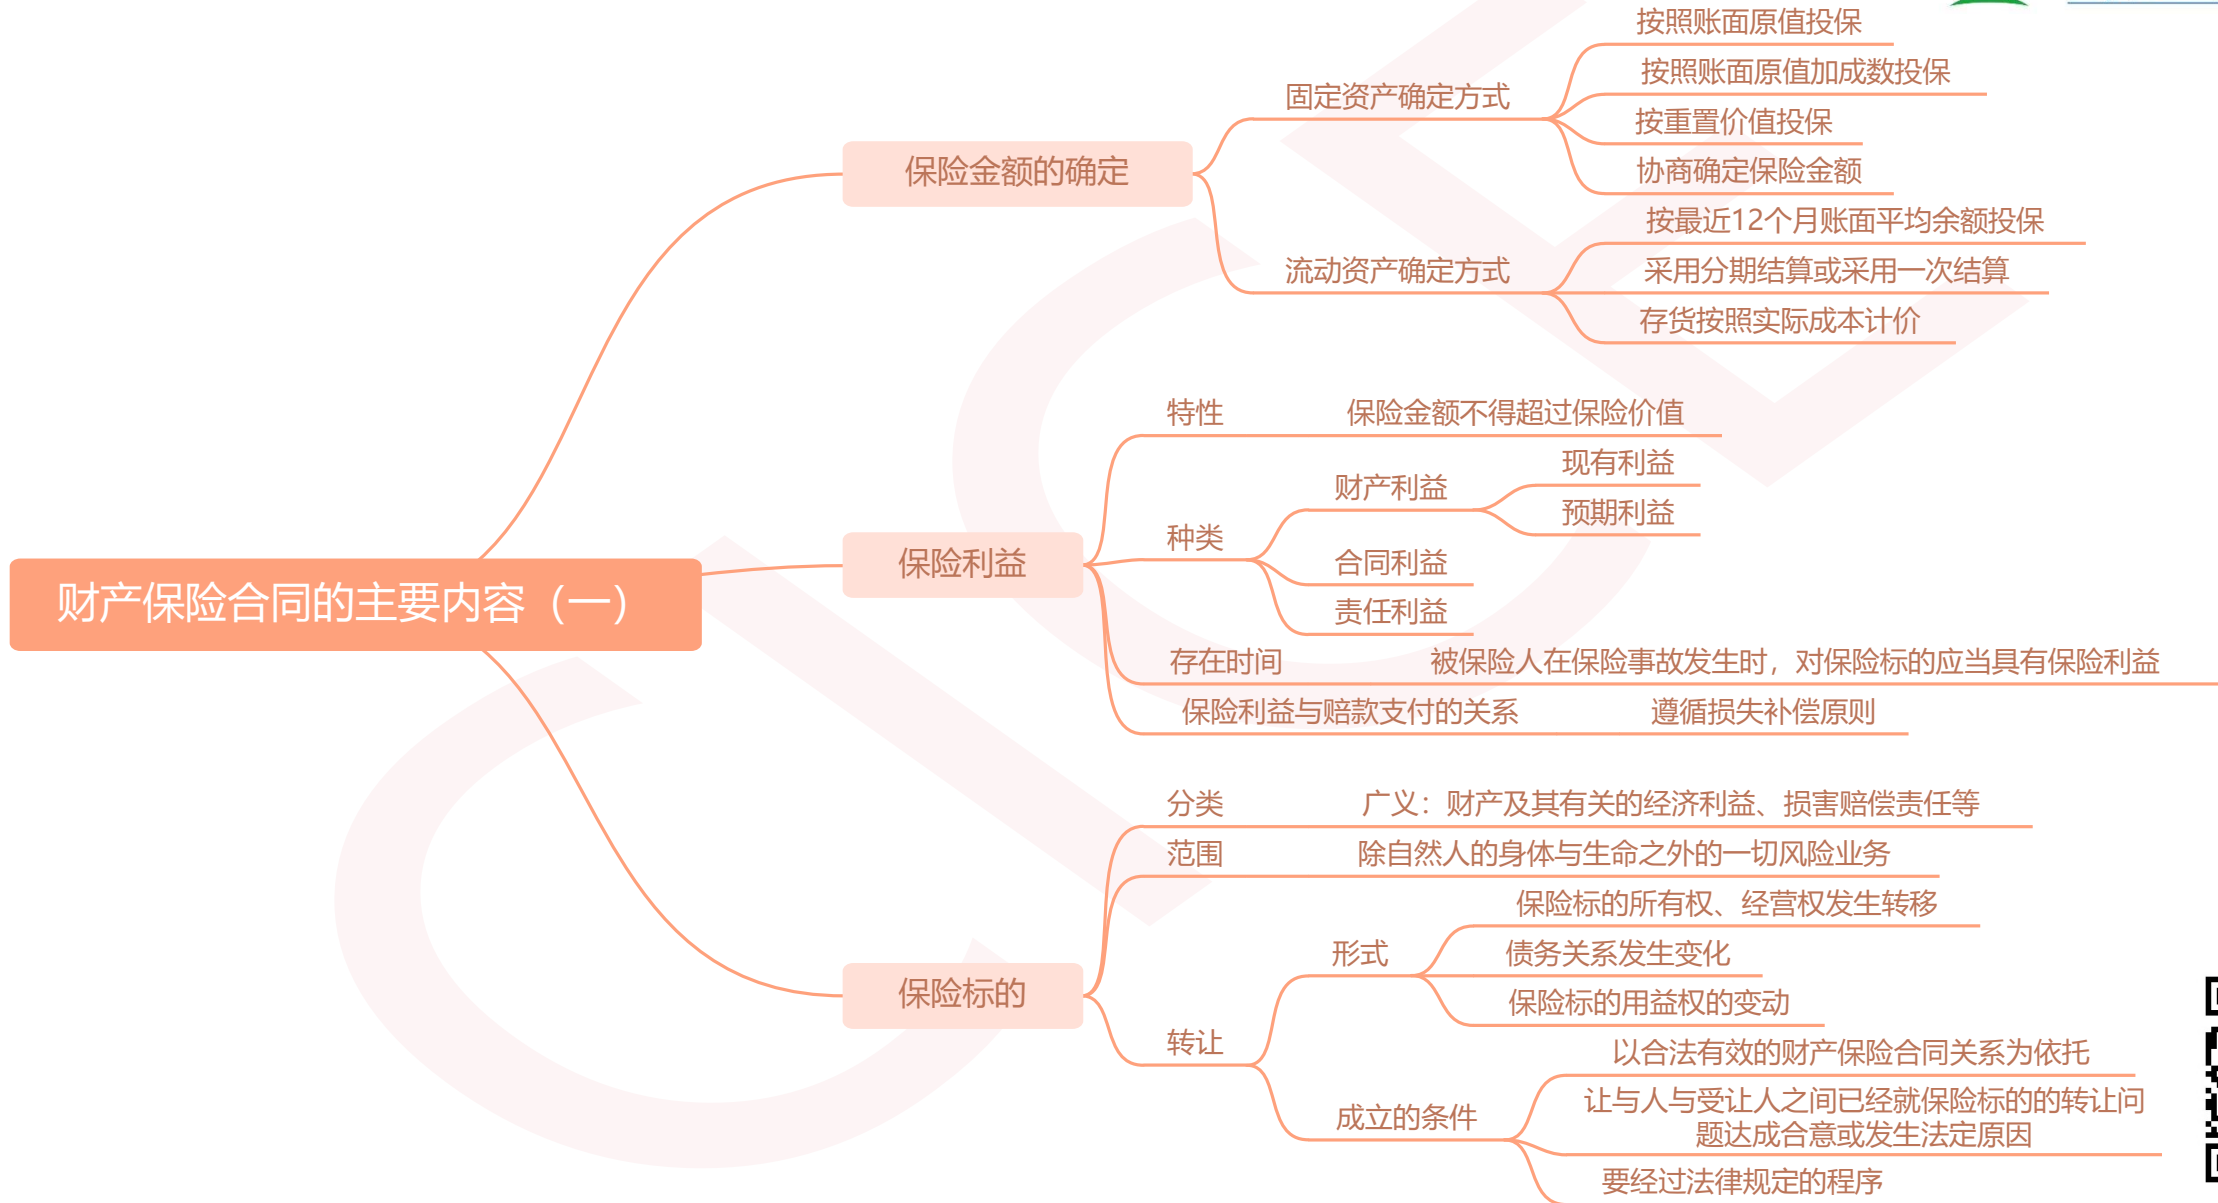 财产保险合同的主要内容（一）
保险金额的确定
固定资产确定方式
按照账面原值投保
按照账面原值加成数投保
按重置价值投保
协商确定保险金额
流动资产确定方式
按最近12个月账面平均余额投保
采用分期结算或采用一次结算
存货按照实际成本计价
保险利益
特性
保险金额不得超过保险价值
种类
财产利益
现有利益
预期利益
合同利益
责任利益
存在时间
被保险人在保险事故发生时，对保险标的应当具有保险利益
保险利益与赔款支付的关系
遵循损失补偿原则
保险标的
分类
广义：财产及其有关的经济利益、损害赔偿责任等
范围
除自然人的身体与生命之外的一切风险业务
转让
形式
保险标的所有权、经营权发生转移
债务关系发生变化
保险标的用益权的变动
成立的条件
以合法有效的财产保险合同关系为依托
让与人与受让人之间已经就保险标的的转让问
题达成合意或发生法定原因
要经过法律规定的程序